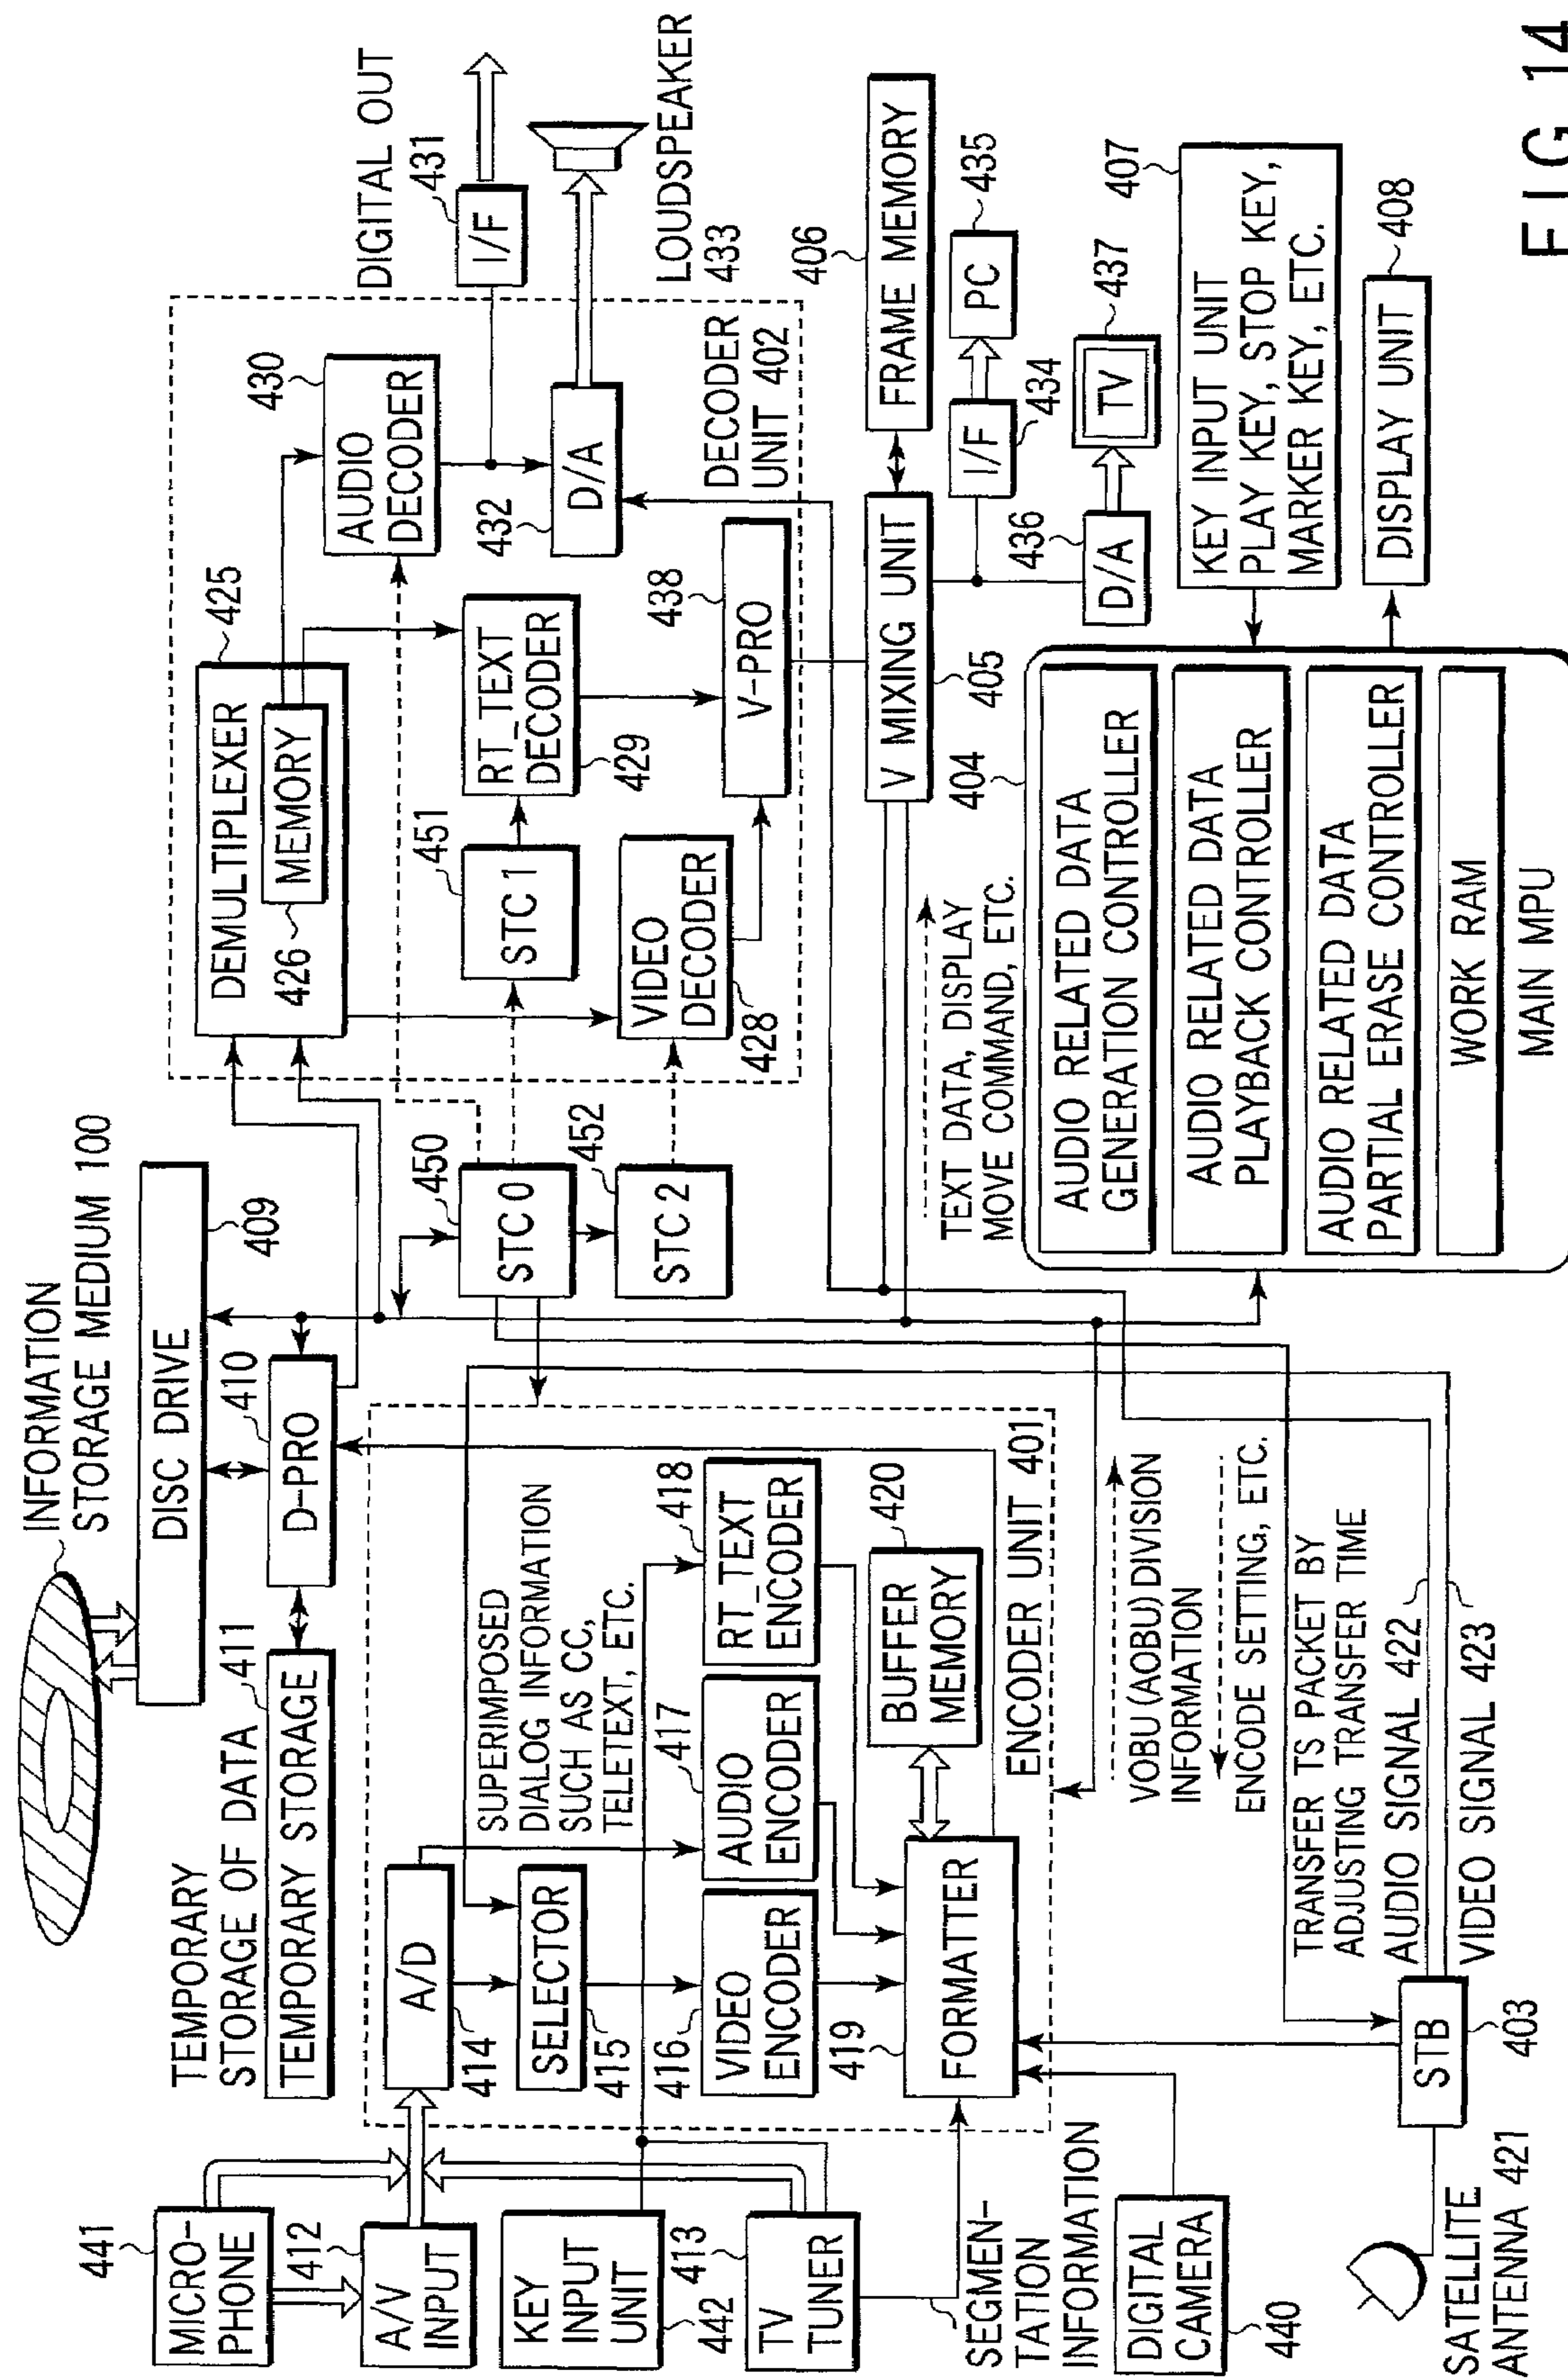 INFORMATION
STORAGE MEDIUM 100
DISC DRIVE
409
TEMPORARY
STORAGE OF DATA
411
TEMPORARY STORAGE
D-PRO
410
441
MICRO-
PHONE
412
A/V
INPUT
KEY
INPUT
UNIT
442
413
TV
TUNER
SEGMEN-
TATION
INFORMATION
DIGITAL
CAMERA
440
SATELLITE
ANTENNA 421
STB
403
A/D
414
SELECTOR
415
SUPERIMPOSED
DIALOG INFORMATION
SUCH AS CC,
TELETEXT, ETC.
416
VIDEO
ENCODER
417
AUDIO
ENCODER
418
RT_TEXT
ENCODER
419
FORMATTER
420
BUFFER
MEMORY
ENCODER UNIT 401
VOBU (AOBU) DIVISION
INFORMATION
ENCODE SETTING, ETC.
TRANSFER TS PACKET BY
ADJUSTING TRANSFER TIME
AUDIO SIGNAL 422
VIDEO SIGNAL 423
450
STC 0
452
STC 2
425
DEMULTIPLEXER
MEMORY
426
451
STC 1
RT_TEXT
DECODER
429
VIDEO
DECODER
428
430
AUDIO
DECODER
432
D/A
438
V-PRO
DECODER
UNIT 402
DIGITAL OUT
431
I/F
LOUDSPEAKER
433
406
FRAME MEMORY
V MIXING UNIT
405
I/F
434
PC
435
436
D/A
TV
437
TEXT DATA, DISPLAY
MOVE COMMAND, ETC.
404
AUDIO RELATED DATA
GENERATION CONTROLLER
AUDIO RELATED DATA
PLAYBACK CONTROLLER
AUDIO RELATED DATA
PARTIAL ERASE CONTROLLER
WORK RAM
MAIN MPU
407
KEY INPUT UNIT
PLAY KEY, STOP KEY,
MARKER KEY, ETC.
DISPLAY UNIT
408
FIG. 14